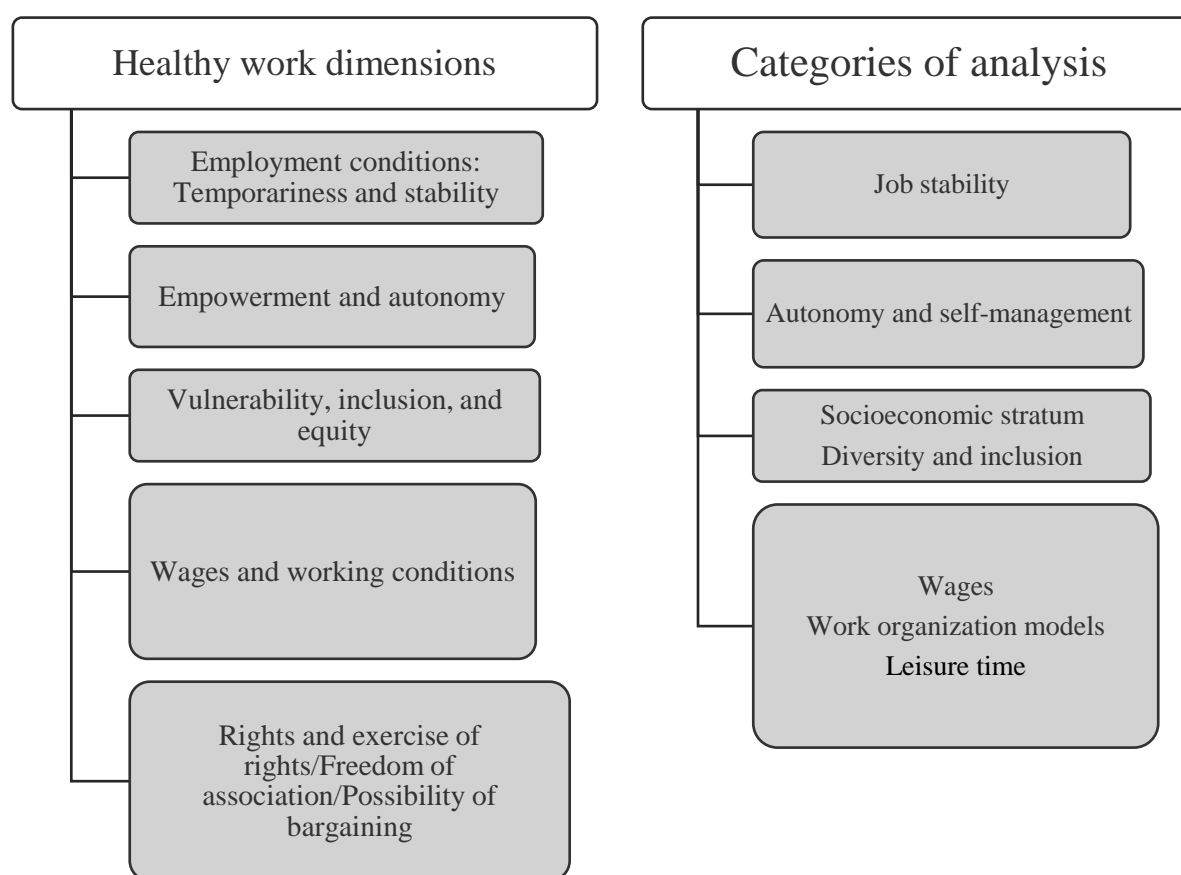 Healthy work dimensions
Employment conditions:
Temporariness and stability
Empowerment and autonomy
Vulnerability, inclusion, and
equity
Wages and working conditions
Rights and exercise of
rights/Freedom of
association/Possibility of
bargaining
Categories of analysis
Job stability
Autonomy and self-management
Socioeconomic stratum
Diversity and inclusion
Wages
Work organization models
Leisure time